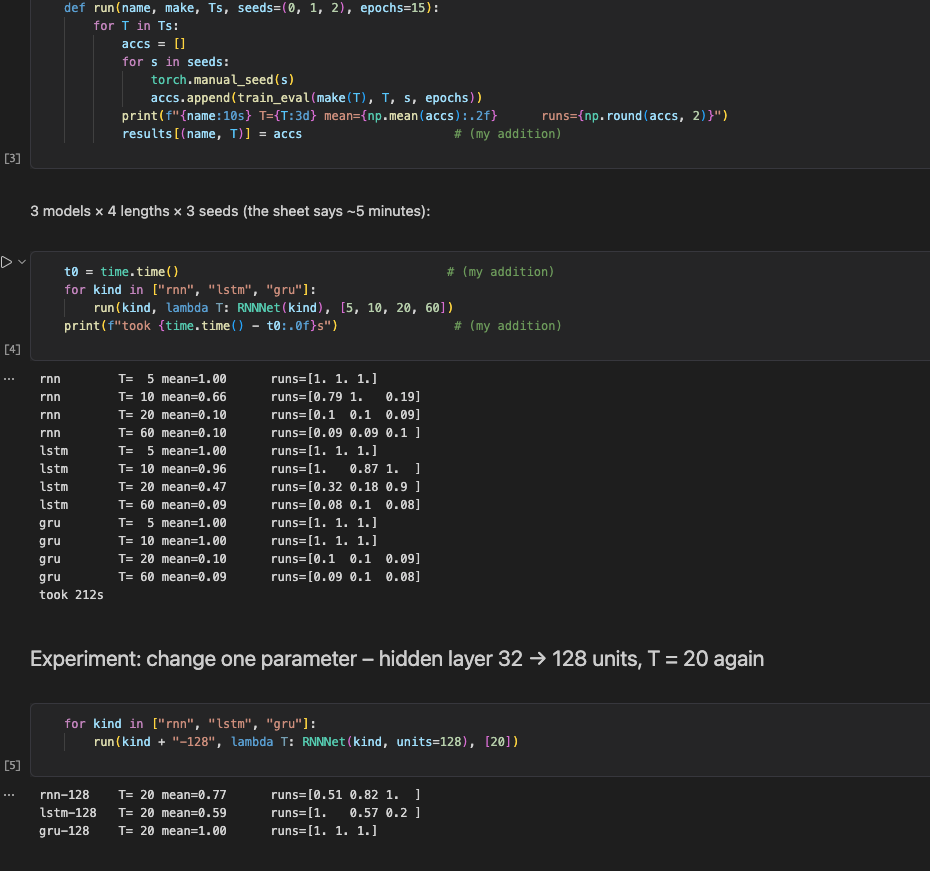 def run(name, make, Ts, seeds=(0, 1, 2), epochs=15):
    for T in Ts:
        accs = []
        for s in seeds:
            torch.manual_seed(s)
            accs.append(train_eval(make(T), T, s, epochs))
        print(f"{name:10s} T={T:3d} mean={np.mean(accs):.2f}      runs={np.round(accs, 2)}")
        results[(name, T)] = accs                     # (my addition)
[3]
3 models × 4 lengths × 3 seeds (the sheet says ~5 minutes):
t0 = time.time()                                     # (my addition)
for kind in ["rnn", "lstm", "gru"]:
    run(kind, lambda T: RNNNet(kind), [5, 10, 20, 60])
print(f"took {time.time() - t0:.0f}s")                # (my addition)
[4]
rnn        T=  5 mean=1.00      runs=[1. 1. 1.]
rnn        T= 10 mean=0.66      runs=[0.79 1.   0.19]
rnn        T= 20 mean=0.10      runs=[0.1  0.1  0.09]
rnn        T= 60 mean=0.10      runs=[0.09 0.09 0.1 ]
lstm       T=  5 mean=1.00      runs=[1. 1. 1.]
lstm       T= 10 mean=0.96      runs=[1.   0.87 1.  ]
lstm       T= 20 mean=0.47      runs=[0.32 0.18 0.9 ]
lstm       T= 60 mean=0.09      runs=[0.08 0.1  0.08]
gru        T=  5 mean=1.00      runs=[1. 1. 1.]
gru        T= 10 mean=1.00      runs=[1. 1. 1.]
gru        T= 20 mean=0.10      runs=[0.1  0.1  0.09]
gru        T= 60 mean=0.09      runs=[0.09 0.1  0.08]
took 212s
Experiment: change one parameter – hidden layer 32 → 128 units, T = 20 again
for kind in ["rnn", "lstm", "gru"]:
    run(kind + "-128", lambda T: RNNNet(kind, units=128), [20])
[5]
rnn-128    T= 20 mean=0.77      runs=[0.51 0.82 1.  ]
lstm-128   T= 20 mean=0.59      runs=[1.   0.57 0.2 ]
gru-128    T= 20 mean=1.00      runs=[1. 1. 1.]